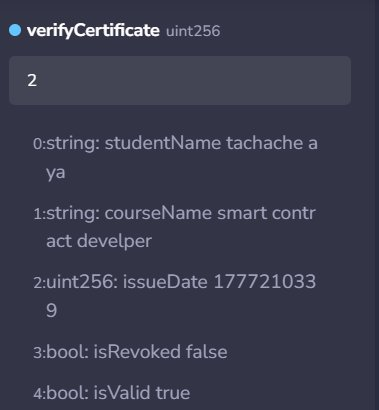 verifyCertificate uint256
2
0:string: studentName tachache a
ya
1:string: courseName smart contr
act develper
2:uint256: issueDate 177721033
9
3:bool: isRevoked false
4:bool: isValid true